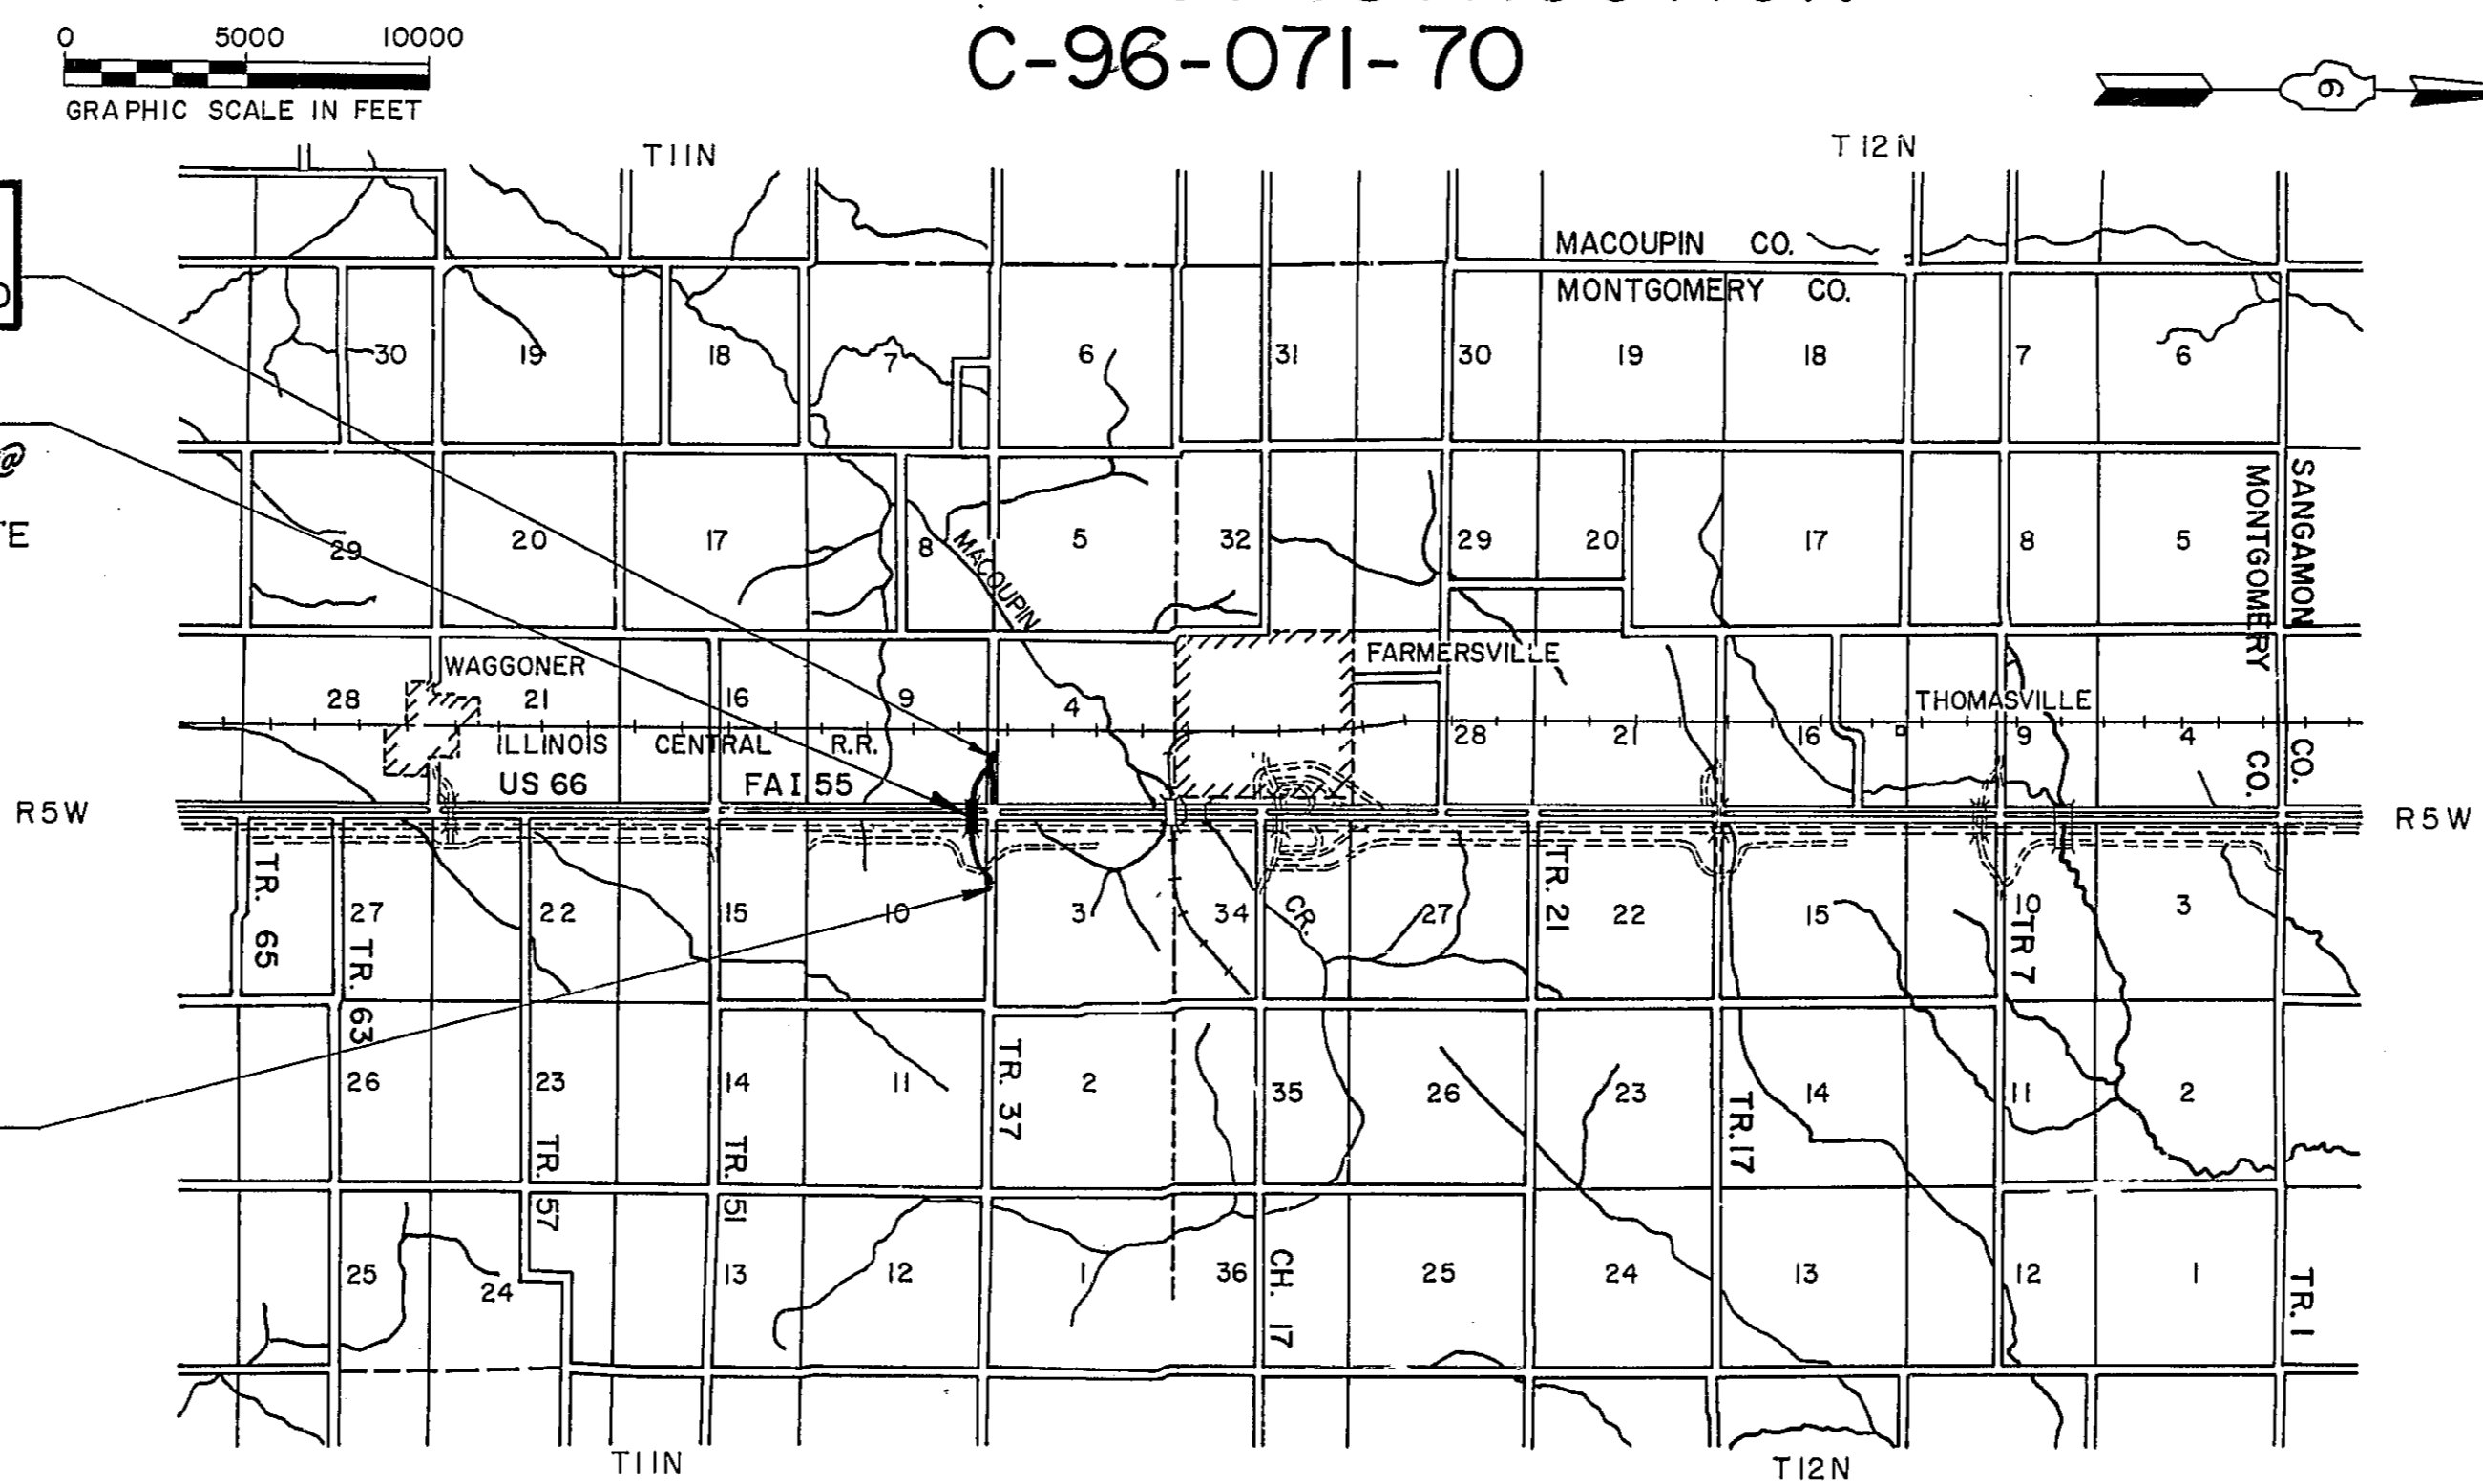 C-96-071-70
0 5000 10000
GRAPHIC SCALE IN FEET
6
T11N
T12N
MACOUPIN CO.
MONTGOMERY CO.
30 19 18 7 6 31 30 19 18 7 6
@
TE
29 20 17 8 5 32 29 20 17 8 5
MACOUPIN
SANGAMON CO.
MONTGOMERY CO.
WAGGONER
FARMERSVILLE
THOMASVILLE
28 21 16 9 4 28 21 16 9 4
ILLINOIS CENTRAL R.R.
US 66 FAI 55
R5W
R5W
27 22 15 10 3 34 27 22 15 10 3
CR.
TR. 65
TR. 63
TR. 21
TR 7
26 23 14 11 2 35 26 23 14 11 2
TR. 57
TR. 51
TR. 37
TR. 17
25 24 13 12 1 36 25 24 13 12 1
CH. 17
TR. 1
T11N
T12N